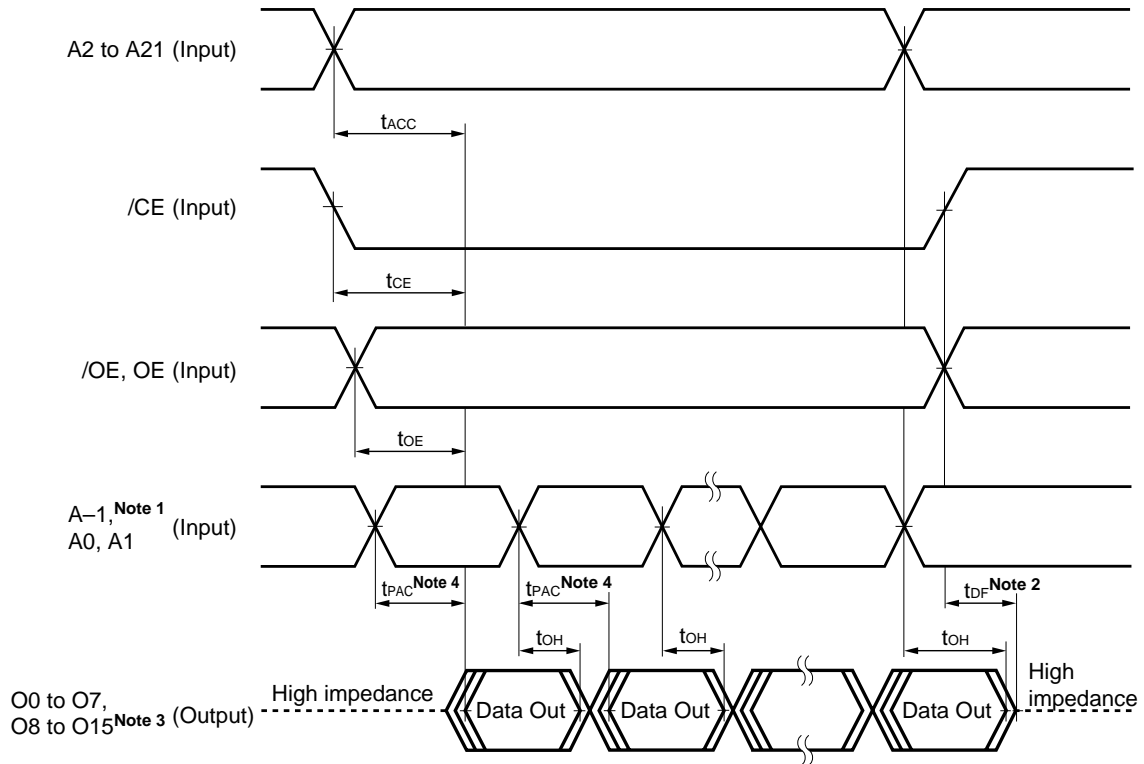 A2 to A21 (Input)
tACC
/CE (Input)
tCE
/OE, OE (Input)
tOE
A–1,Note 1
A0, A1
(Input)
tPACNote 4
tPACNote 4
tDFNote 2
tOH
tOH
tOH
O0 to O7,
O8 to O15Note 3 (Output)
High impedance
Data Out
Data Out
Data Out
High
impedance